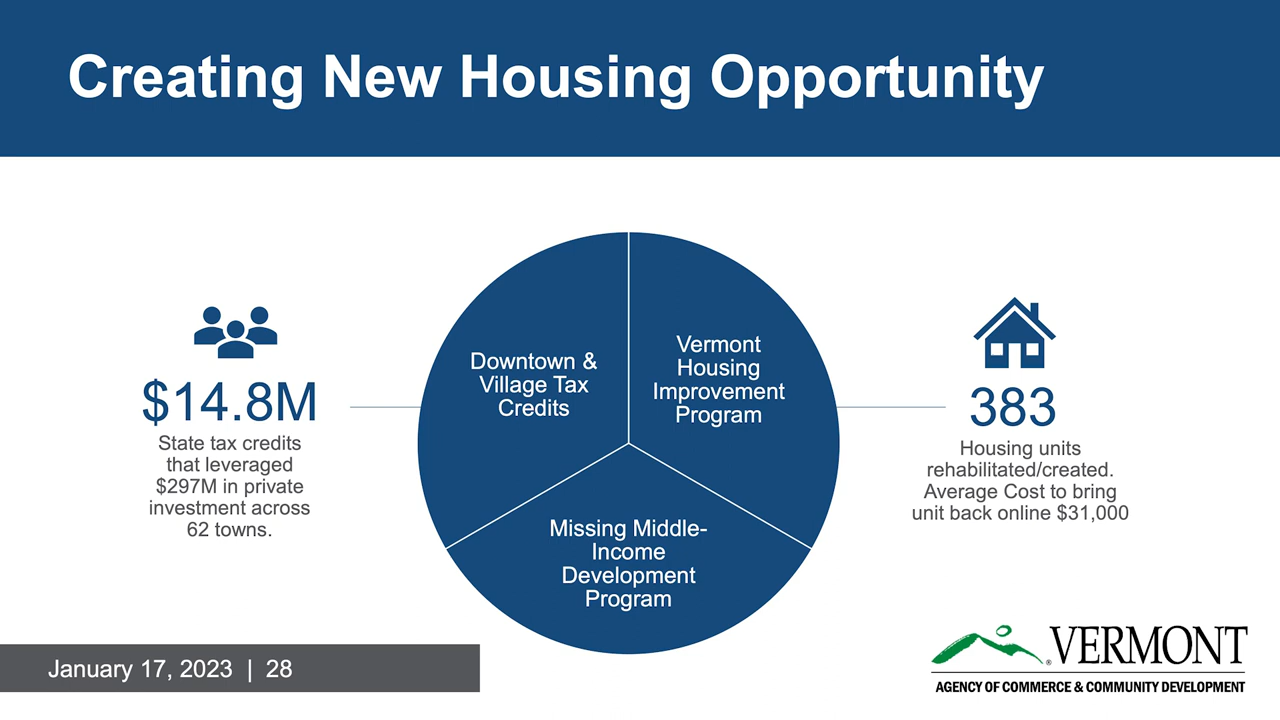 Creating New Housing Opportunity
$14.8M
State tax credits
that leveraged
$297M in private
investment across
62 towns.
Downtown &
Village Tax
Credits
Vermont
Housing
Improvement
Program
Missing Middle-
Income
Development
Program
383
Housing units
rehabilitated/created.
Average Cost to bring
unit back online $31,000
January 17, 2023 | 28
® VERMONT
AGENCY OF COMMERCE & COMMUNITY DEVELOPMENT